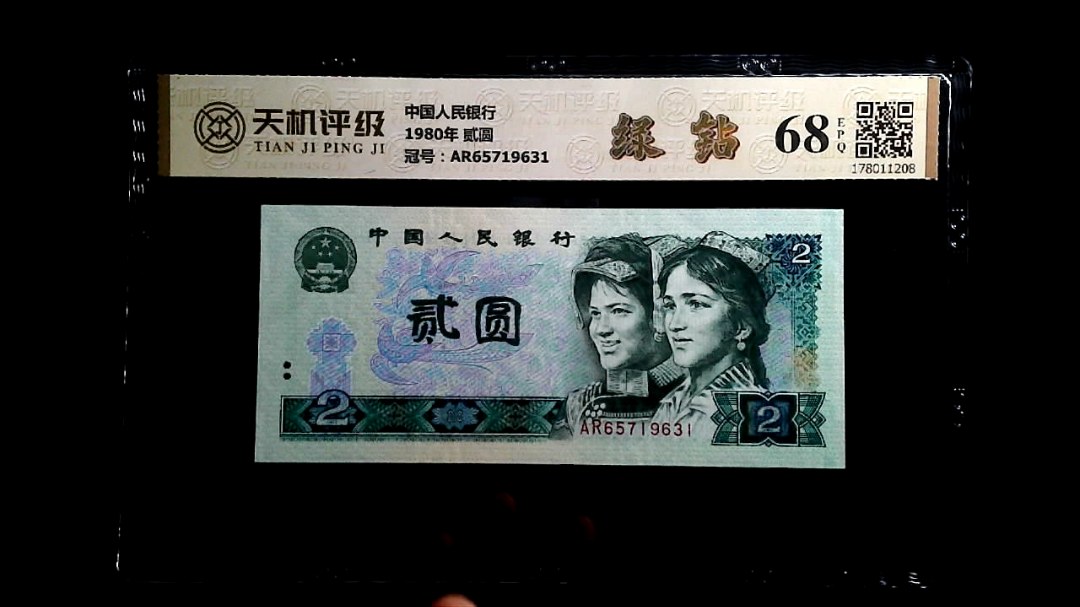 天机评级
TIAN JI PING JI
中国人民银行
1980年 贰圆
冠号：AR65719631
绿钻
68
EPQ
178011208
中国人民银行
2
贰圆
2
AR65719631
2